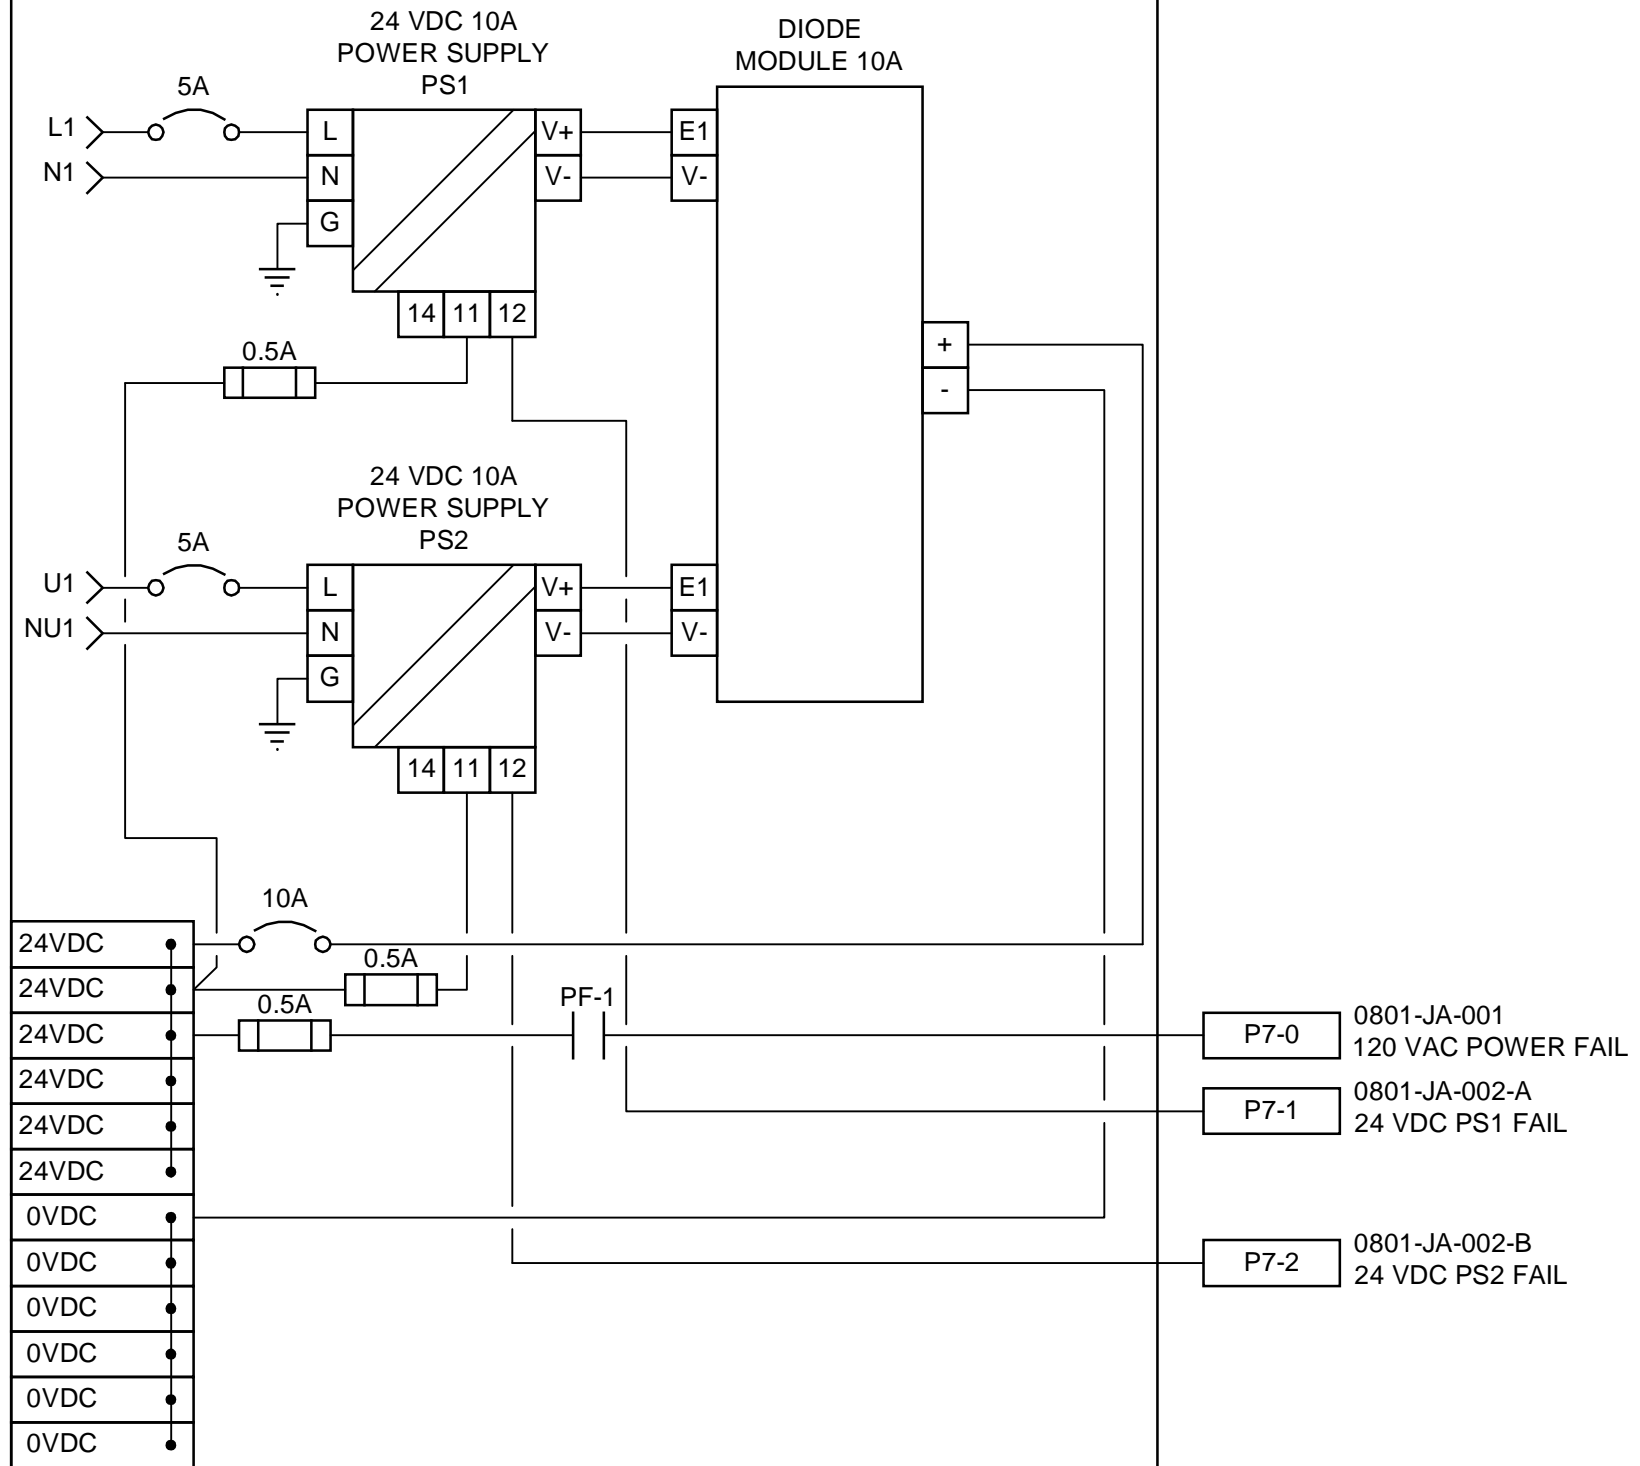 24 VDC 10A
POWER SUPPLY
PS1
DIODE
MODULE 10A
5A
L1
N1
L
N
G
V+
V-
E1
V-
14 11 12
0.5A
+
-
24 VDC 10A
POWER SUPPLY
PS2
5A
U1
NU1
L
N
G
V+
V-
E1
V-
14 11 12
10A
24VDC
0.5A
24VDC
0.5A
24VDC
PF-1
24VDC
24VDC
24VDC
0VDC
0VDC
0VDC
0VDC
0VDC
0VDC
P7-0
0801-JA-001
120 VAC POWER FAIL
P7-1
0801-JA-002-A
24 VDC PS1 FAIL
P7-2
0801-JA-002-B
24 VDC PS2 FAIL